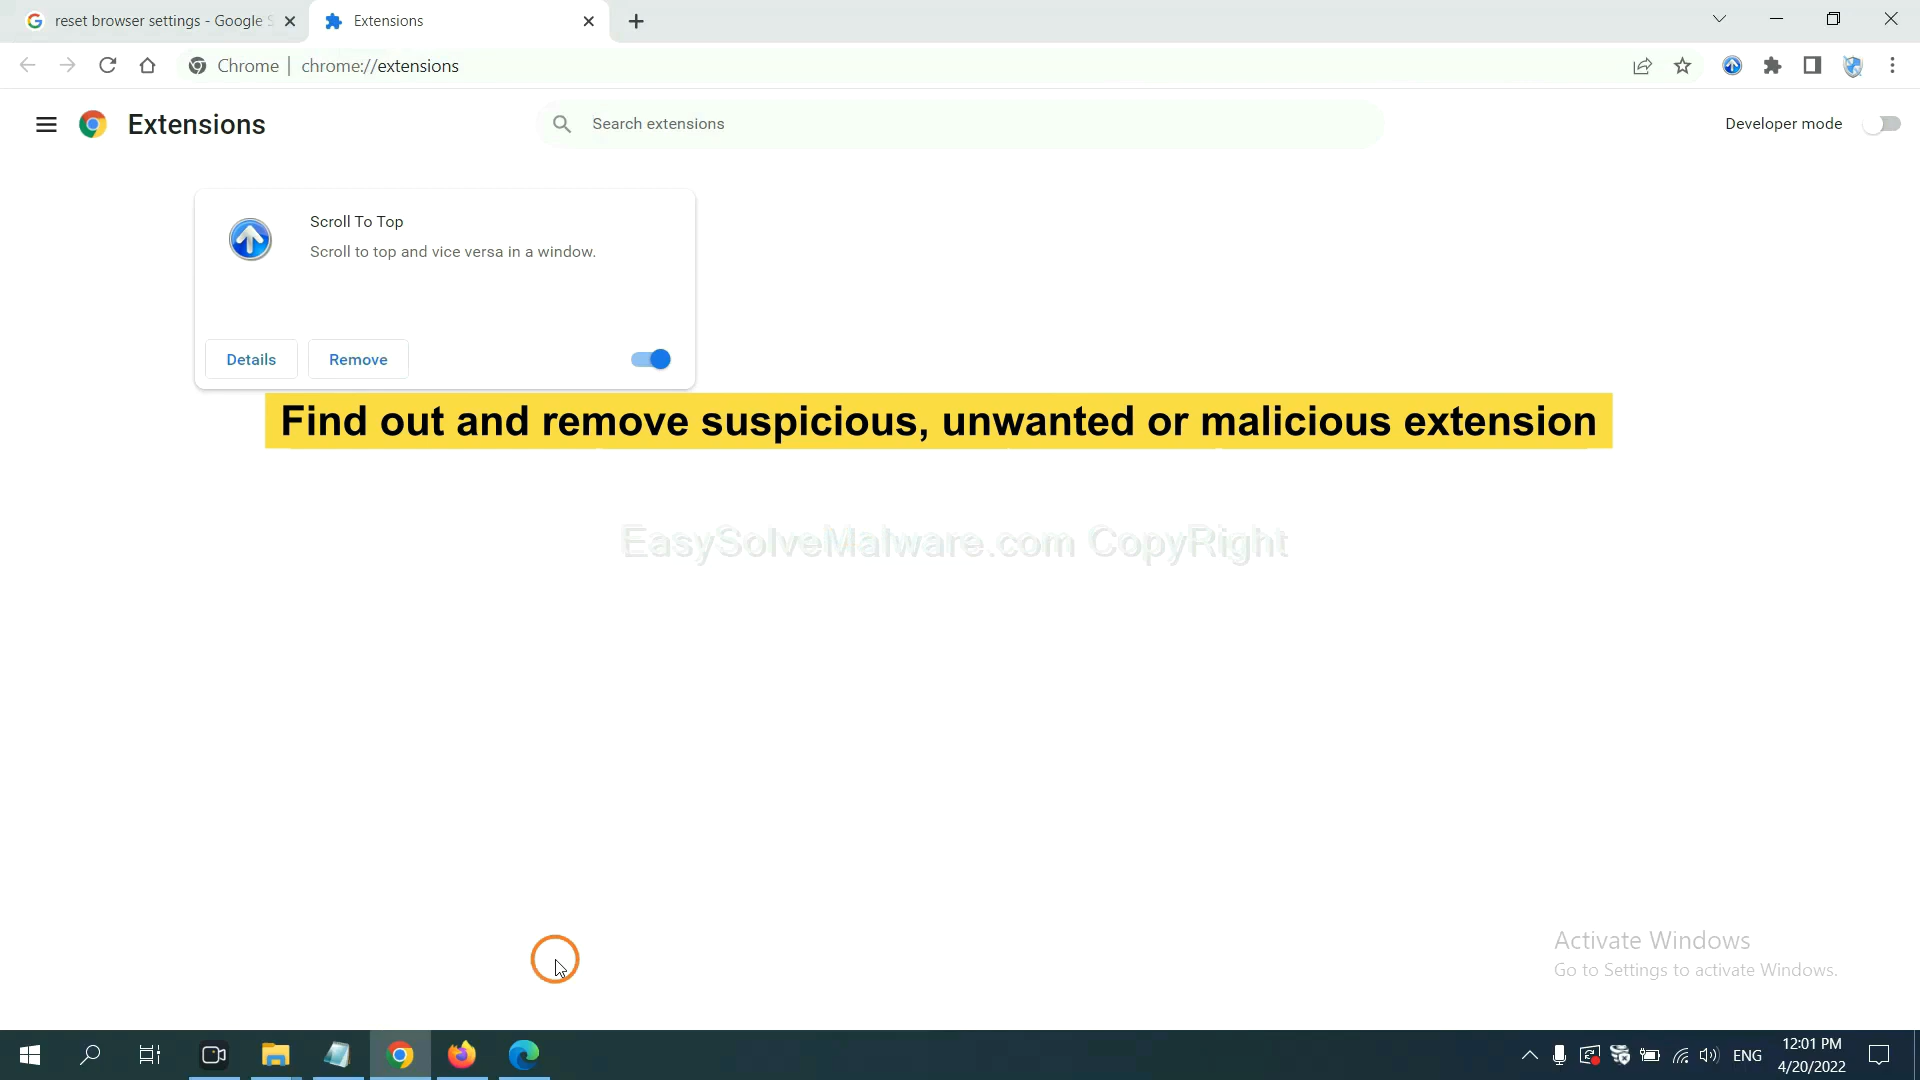 reset browser settings - Google S
Extensions
Chrome | chrome://extensions
Extensions
Search extensions
Developer mode
Scroll To Top
Scroll to top and vice versa in a window.
Details
Remove
Find out and remove suspicious, unwanted or malicious extension
EasySolveMalware.com CopyRight
Activate Windows
Go to Settings to activate Windows.
ENG
12:01 PM
4/20/2022